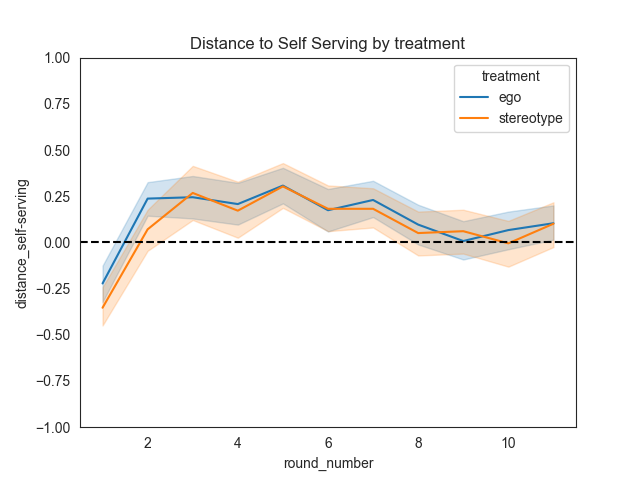 Distance to Self Serving by treatment
treatment
ego
stereotype
distance_self-serving
1.00
0.75
0.50
0.25
0.00
−0.25
−0.50
−0.75
−1.00
2 4 6 8 10
round_number